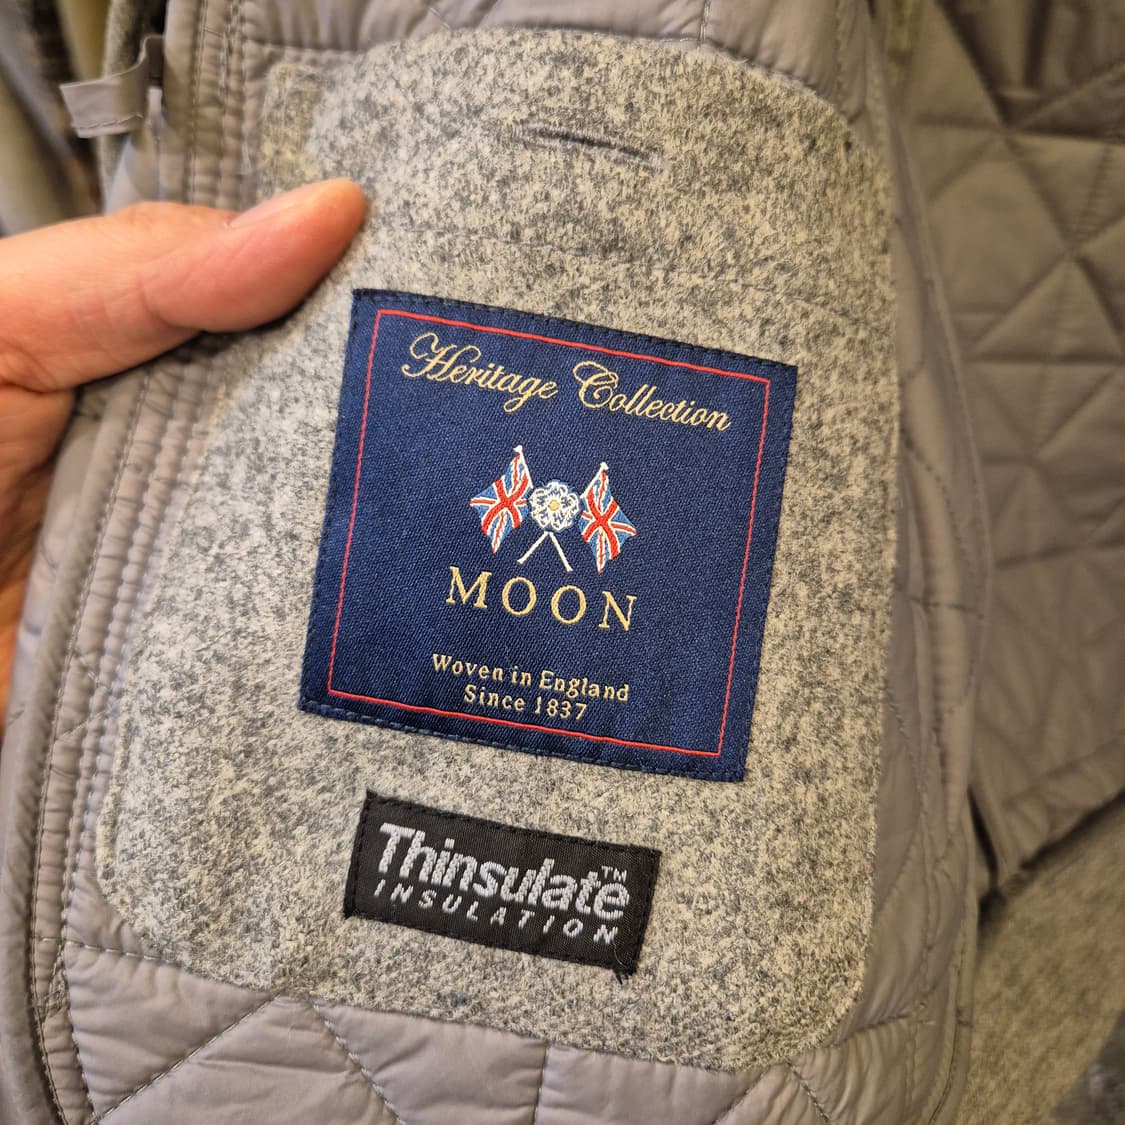 Heritage Collection
MOON
Woven in England
Since 1837
Thinsulate™
INSULATION